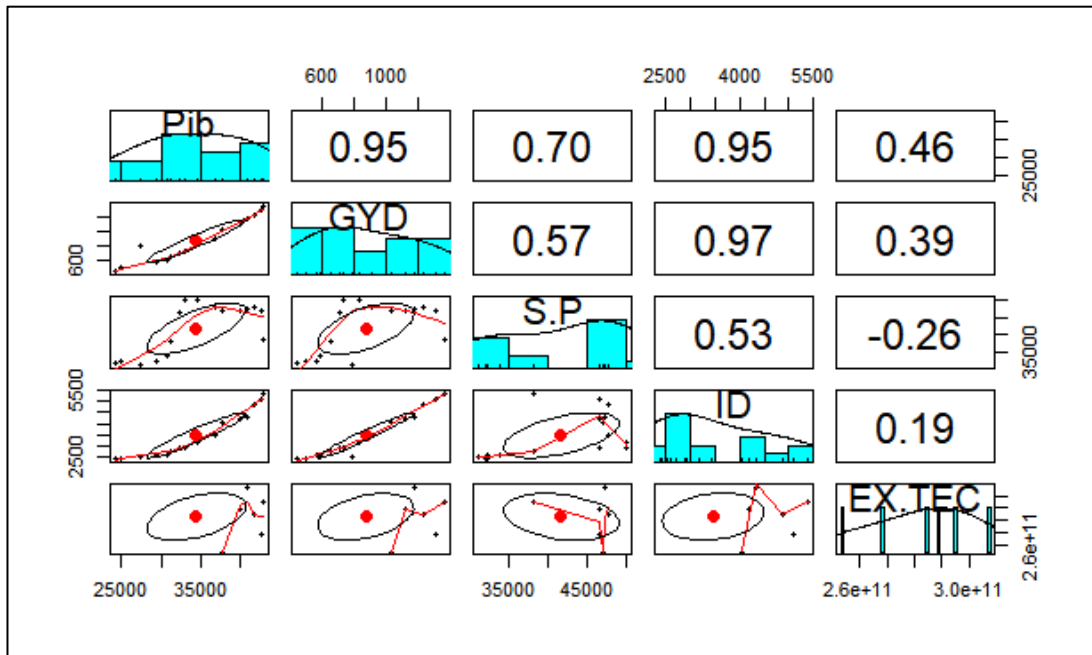 600 1000 2500 4000 5500
Pib 0.95 0.70 0.95 0.46 25000
600 GYD 0.57 0.97 0.39
S.P 0.53 -0.26 35000
2500 5500 ID 0.19
EX.TEC 2.6e+11
25000 35000 35000 45000 2.6e+11 3.0e+11